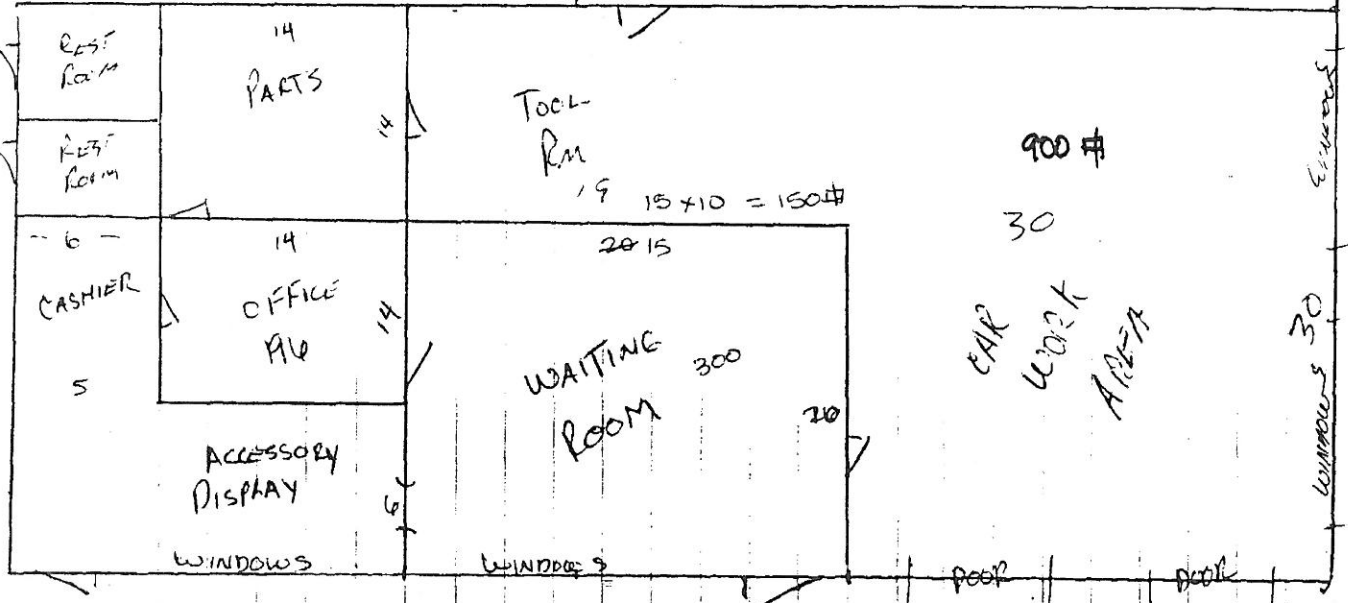 REST
ROOM
14
PARTS
14
REST
ROOM
TOOL
RM
15 x 10 = 150#
900 #
30
WINDOWS
-- 6 --
CASHIER
5
14
OFFICE
196
14
20 15
WAITING
ROOM
300
20
CAR
WORK
AREA
30
WINDOWS
ACCESSORY
DISPLAY
6
WINDOWS
WINDOWS
DOOR
DOOR